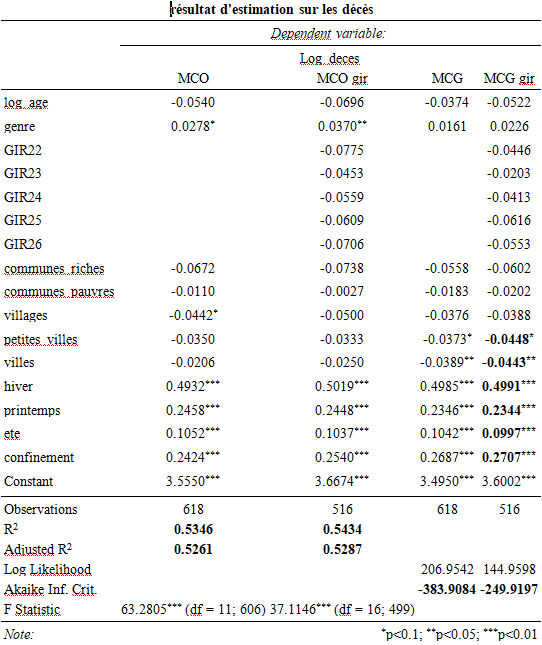 résultat d'estimation sur les décès
Dependent variable:
Log_deces
MCO MCO gir MCG MCG gir
log_age -0.0540 -0.0696 -0.0374 -0.0522
genre 0.0278* 0.0370** 0.0161 0.0226
GIR22 -0.0775 -0.0446
GIR23 -0.0453 -0.0203
GIR24 -0.0559 -0.0413
GIR25 -0.0609 -0.0616
GIR26 -0.0706 -0.0553
communes_riches -0.0672 -0.0738 -0.0558 -0.0602
communes_pauvres -0.0110 -0.0027 -0.0183 -0.0202
villages -0.0442* -0.0500 -0.0376 -0.0388
petites_villes -0.0350 -0.0333 -0.0373* -0.0448*
villes -0.0206 -0.0250 -0.0389** -0.0443**
hiver 0.4932*** 0.5019*** 0.4985*** 0.4991***
printemps 0.2458*** 0.2448*** 0.2346*** 0.2344***
ete 0.1052*** 0.1037*** 0.1042*** 0.0997***
confinement 0.2424*** 0.2540*** 0.2687*** 0.2707***
Constant 3.5550*** 3.6674*** 3.4950*** 3.6002***
Observations 618 516 618 516
R² 0.5346 0.5434
Adjusted R² 0.5261 0.5287
Log Likelihood 206.9542 144.9598
Akaike Inf. Crit. -383.9084 -249.9197
F Statistic 63.2805*** (df = 11; 606) 37.1146*** (df = 16; 499)
Note: *p<0.1; **p<0.05; ***p<0.01